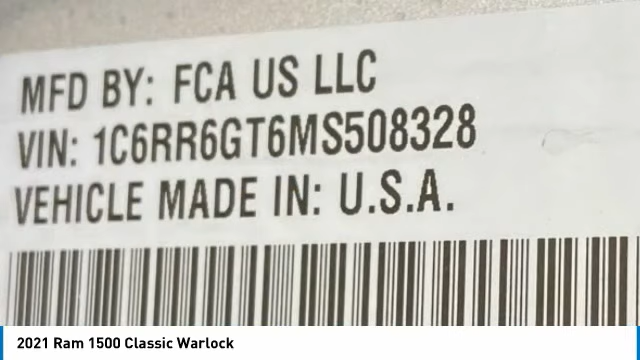 MFD BY: FCA US LLC
VIN: 1C6RR6GT6MS508328
VEHICLE MADE IN: U.S.A.
2021 Ram 1500 Classic Warlock